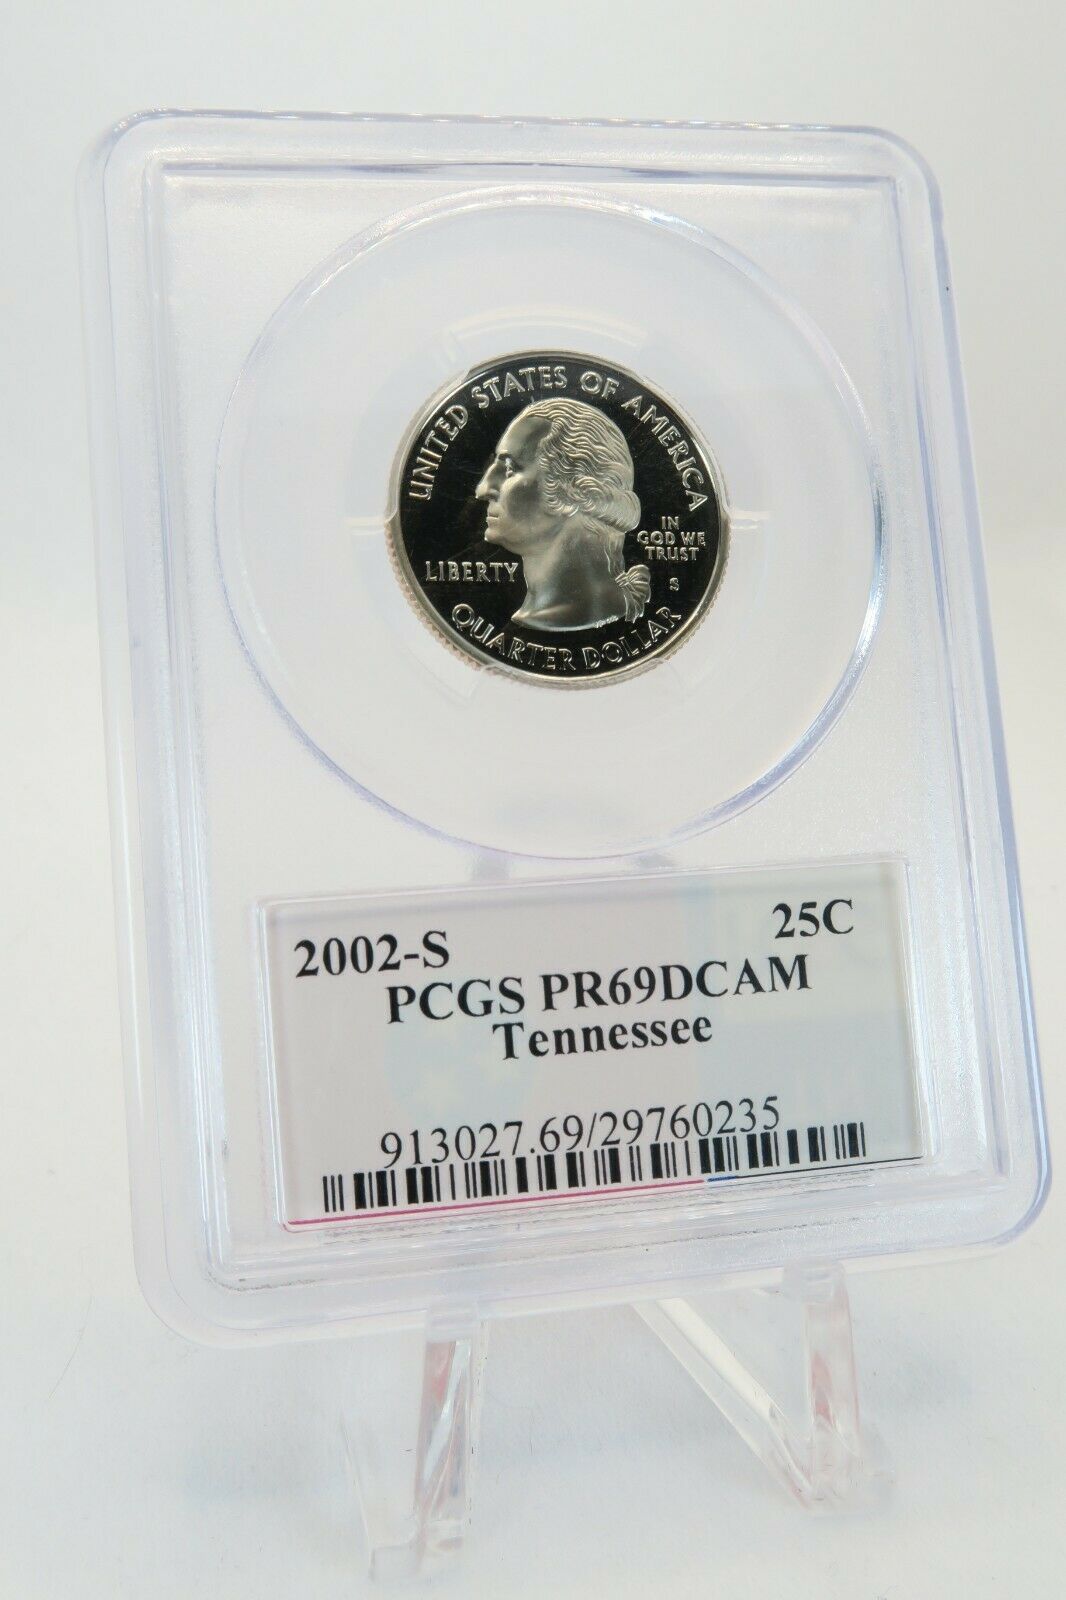 UNITED STATES OF AMERICA
IN
GOD WE
TRUST
LIBERTY
S
QUARTER DOLLAR
2002-S 25C
PCGS PR69DCAM
Tennessee
913027.69/29760235